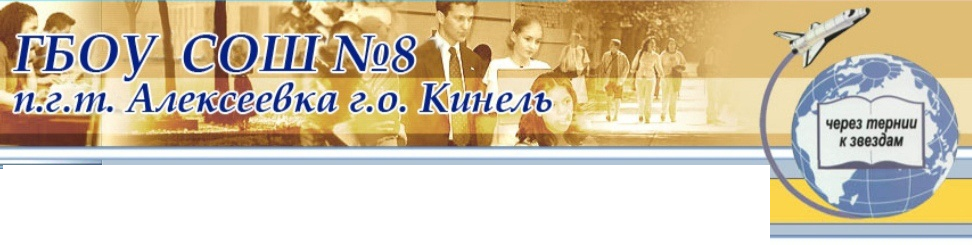 ГБОУ СОШ №8
п.г.т. Алексеевка г.о. Кинель
через тернии
к звездам